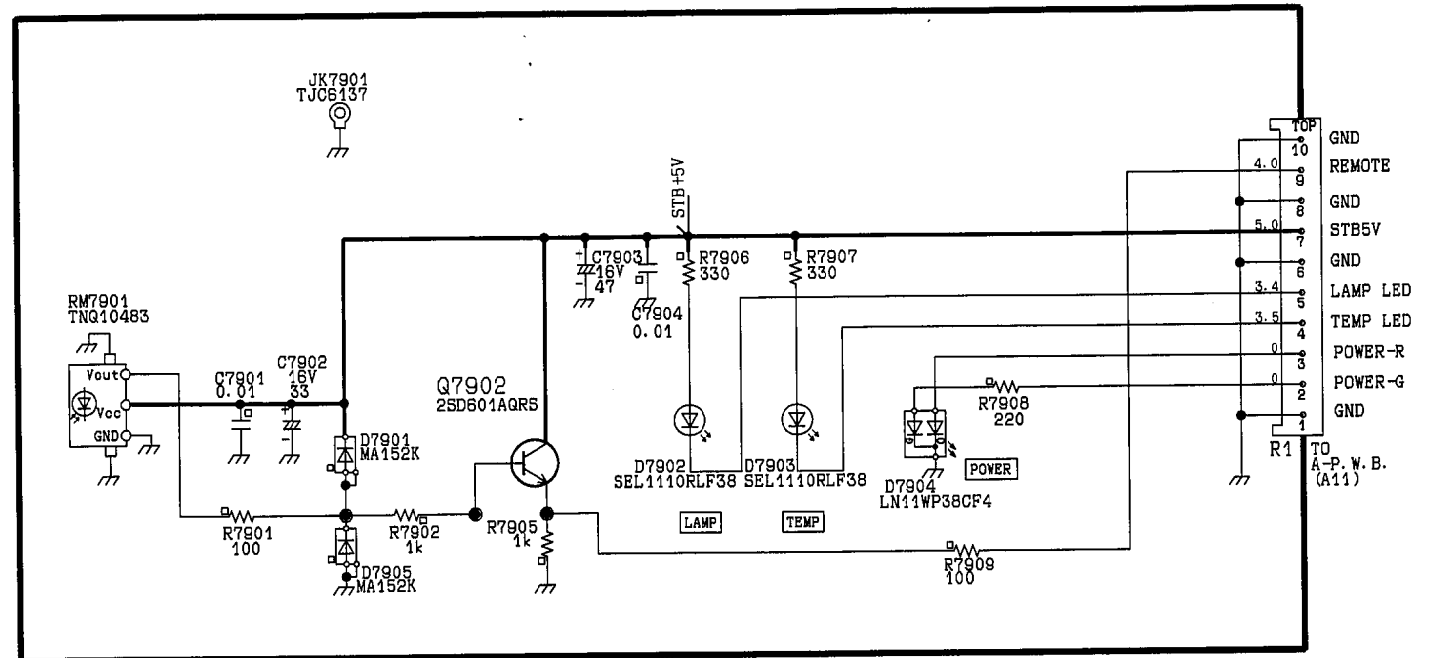 JK7901
TJC6137
TOP
10
GND
4.0
9
REMOTE
8
GND
STB+5V
5.0
7
STB5V
6
GND
C7903
16V
47
C7904
0.01
R7906
330
R7907
330
3.4
5
LAMP LED
3.5
4
TEMP LED
0
3
POWER-R
0
2
POWER-G
1
GND
RM7901
TNQ10483
Vout
Vcc
GND
C7901
0.01
C7902
16V
33
+
-
+
-
Q7902
2SD601AQRS
D7901
MA152K
R7908
220
R1
TO
A-P.W.B.
(A11)
D7902
SEL1110RLF38
D7903
SEL1110RLF38
D7904
LN11WP38CF4
POWER
LAMP
TEMP
R7901
100
R7902
1k
R7905
1k
D7905
MA152K
R7909
100